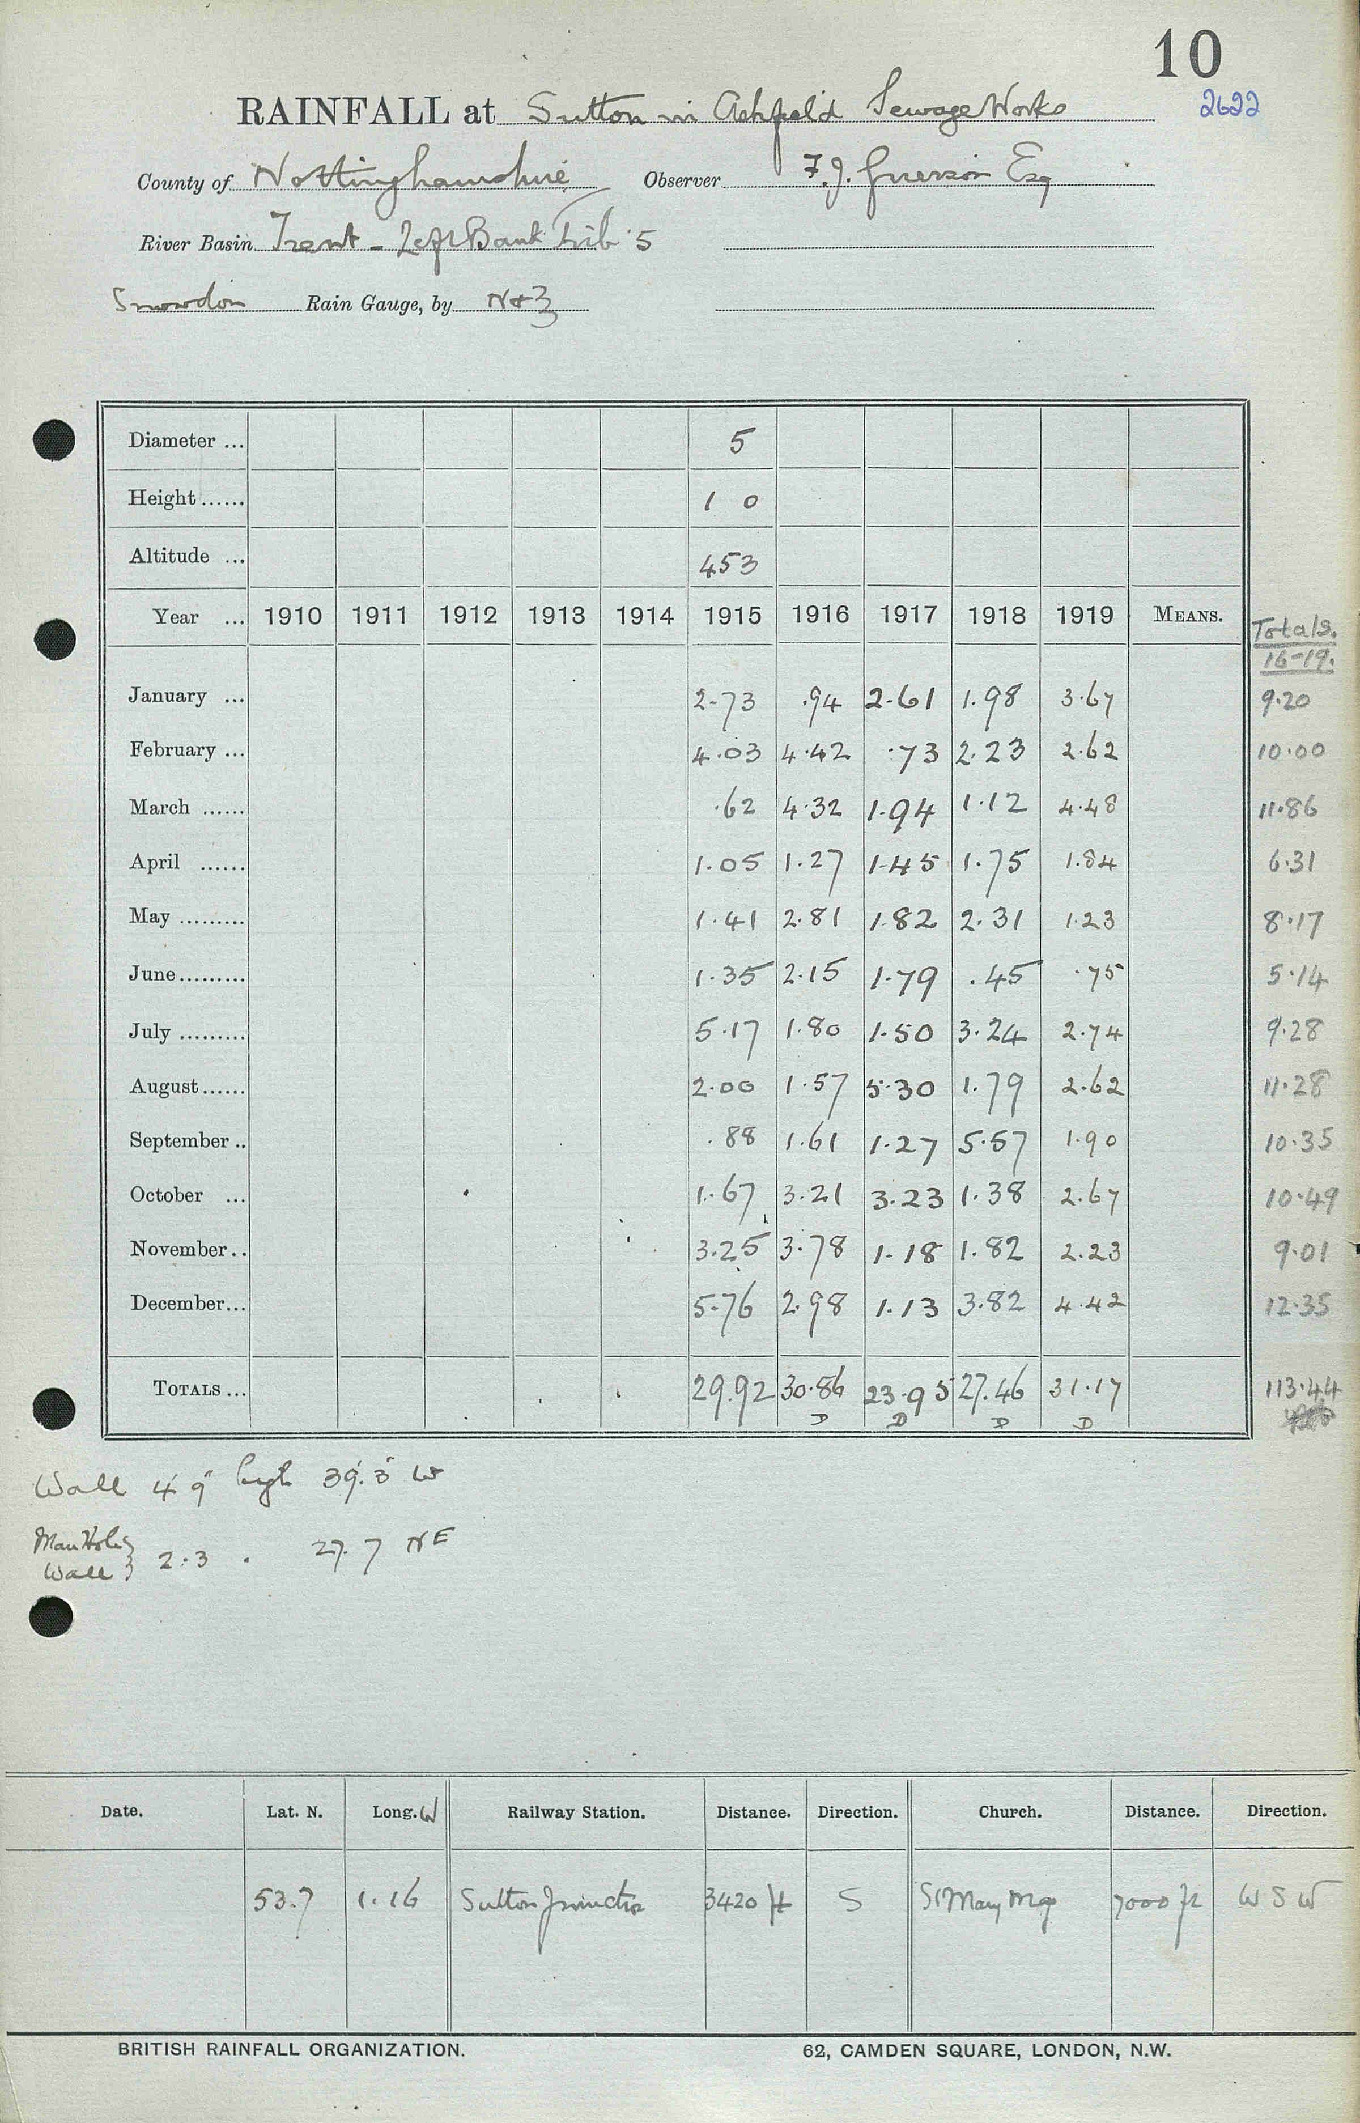 10
2622
RAINFALL at Sutton in Ashfield Sewage Works
County of Nottinghamshire Observer F.J. Grierson Esq
River Basin Trent - Left Bank Trib 5
Snowdon Rain Gauge, by N+Z
Diameter ... 5
Height ...... 1 0
Altitude ... 453
Year ... 1910 1911 1912 1913 1914 1915 1916 1917 1918 1919 MEANS. Totals. 16-19.
January ... 2.73 .94 2.61 1.98 3.67 9.20
February ... 4.03 4.42 .73 2.23 2.62 10.00
March ...... .62 4.32 1.94 1.12 4.48 11.86
April ...... 1.05 1.27 1.45 1.75 1.84 6.31
May ......... 1.41 2.81 1.82 2.31 1.23 8.17
June ......... 1.35 2.15 1.79 .45 .75 5.14
July ......... 5.17 1.80 1.50 3.24 2.74 9.28
August ...... 2.00 1.57 5.30 1.79 2.62 11.28
September .. .88 1.61 1.27 5.57 1.90 10.35
October ... 1.67 3.21 3.23 1.38 2.67 10.49
November .. 3.25 3.78 1.18 1.82 2.23 9.01
December ... 5.76 2.98 1.13 3.82 4.42 12.35
TOTALS ... 29.92 30.86 23.95 27.46 31.17 113.44
D D D D
Wall 4' 9" high 39' 3" W
Man Hole
Wall } 2.3 . 27.7 NE
Date. Lat. N. Long. W Railway Station. Distance. Direction. Church. Distance. Direction.
53.7 1.16 Sutton Junction 3420 ft S St Mary Mag 7000 ft W S W
BRITISH RAINFALL ORGANIZATION. 62, CAMDEN SQUARE, LONDON, N.W.